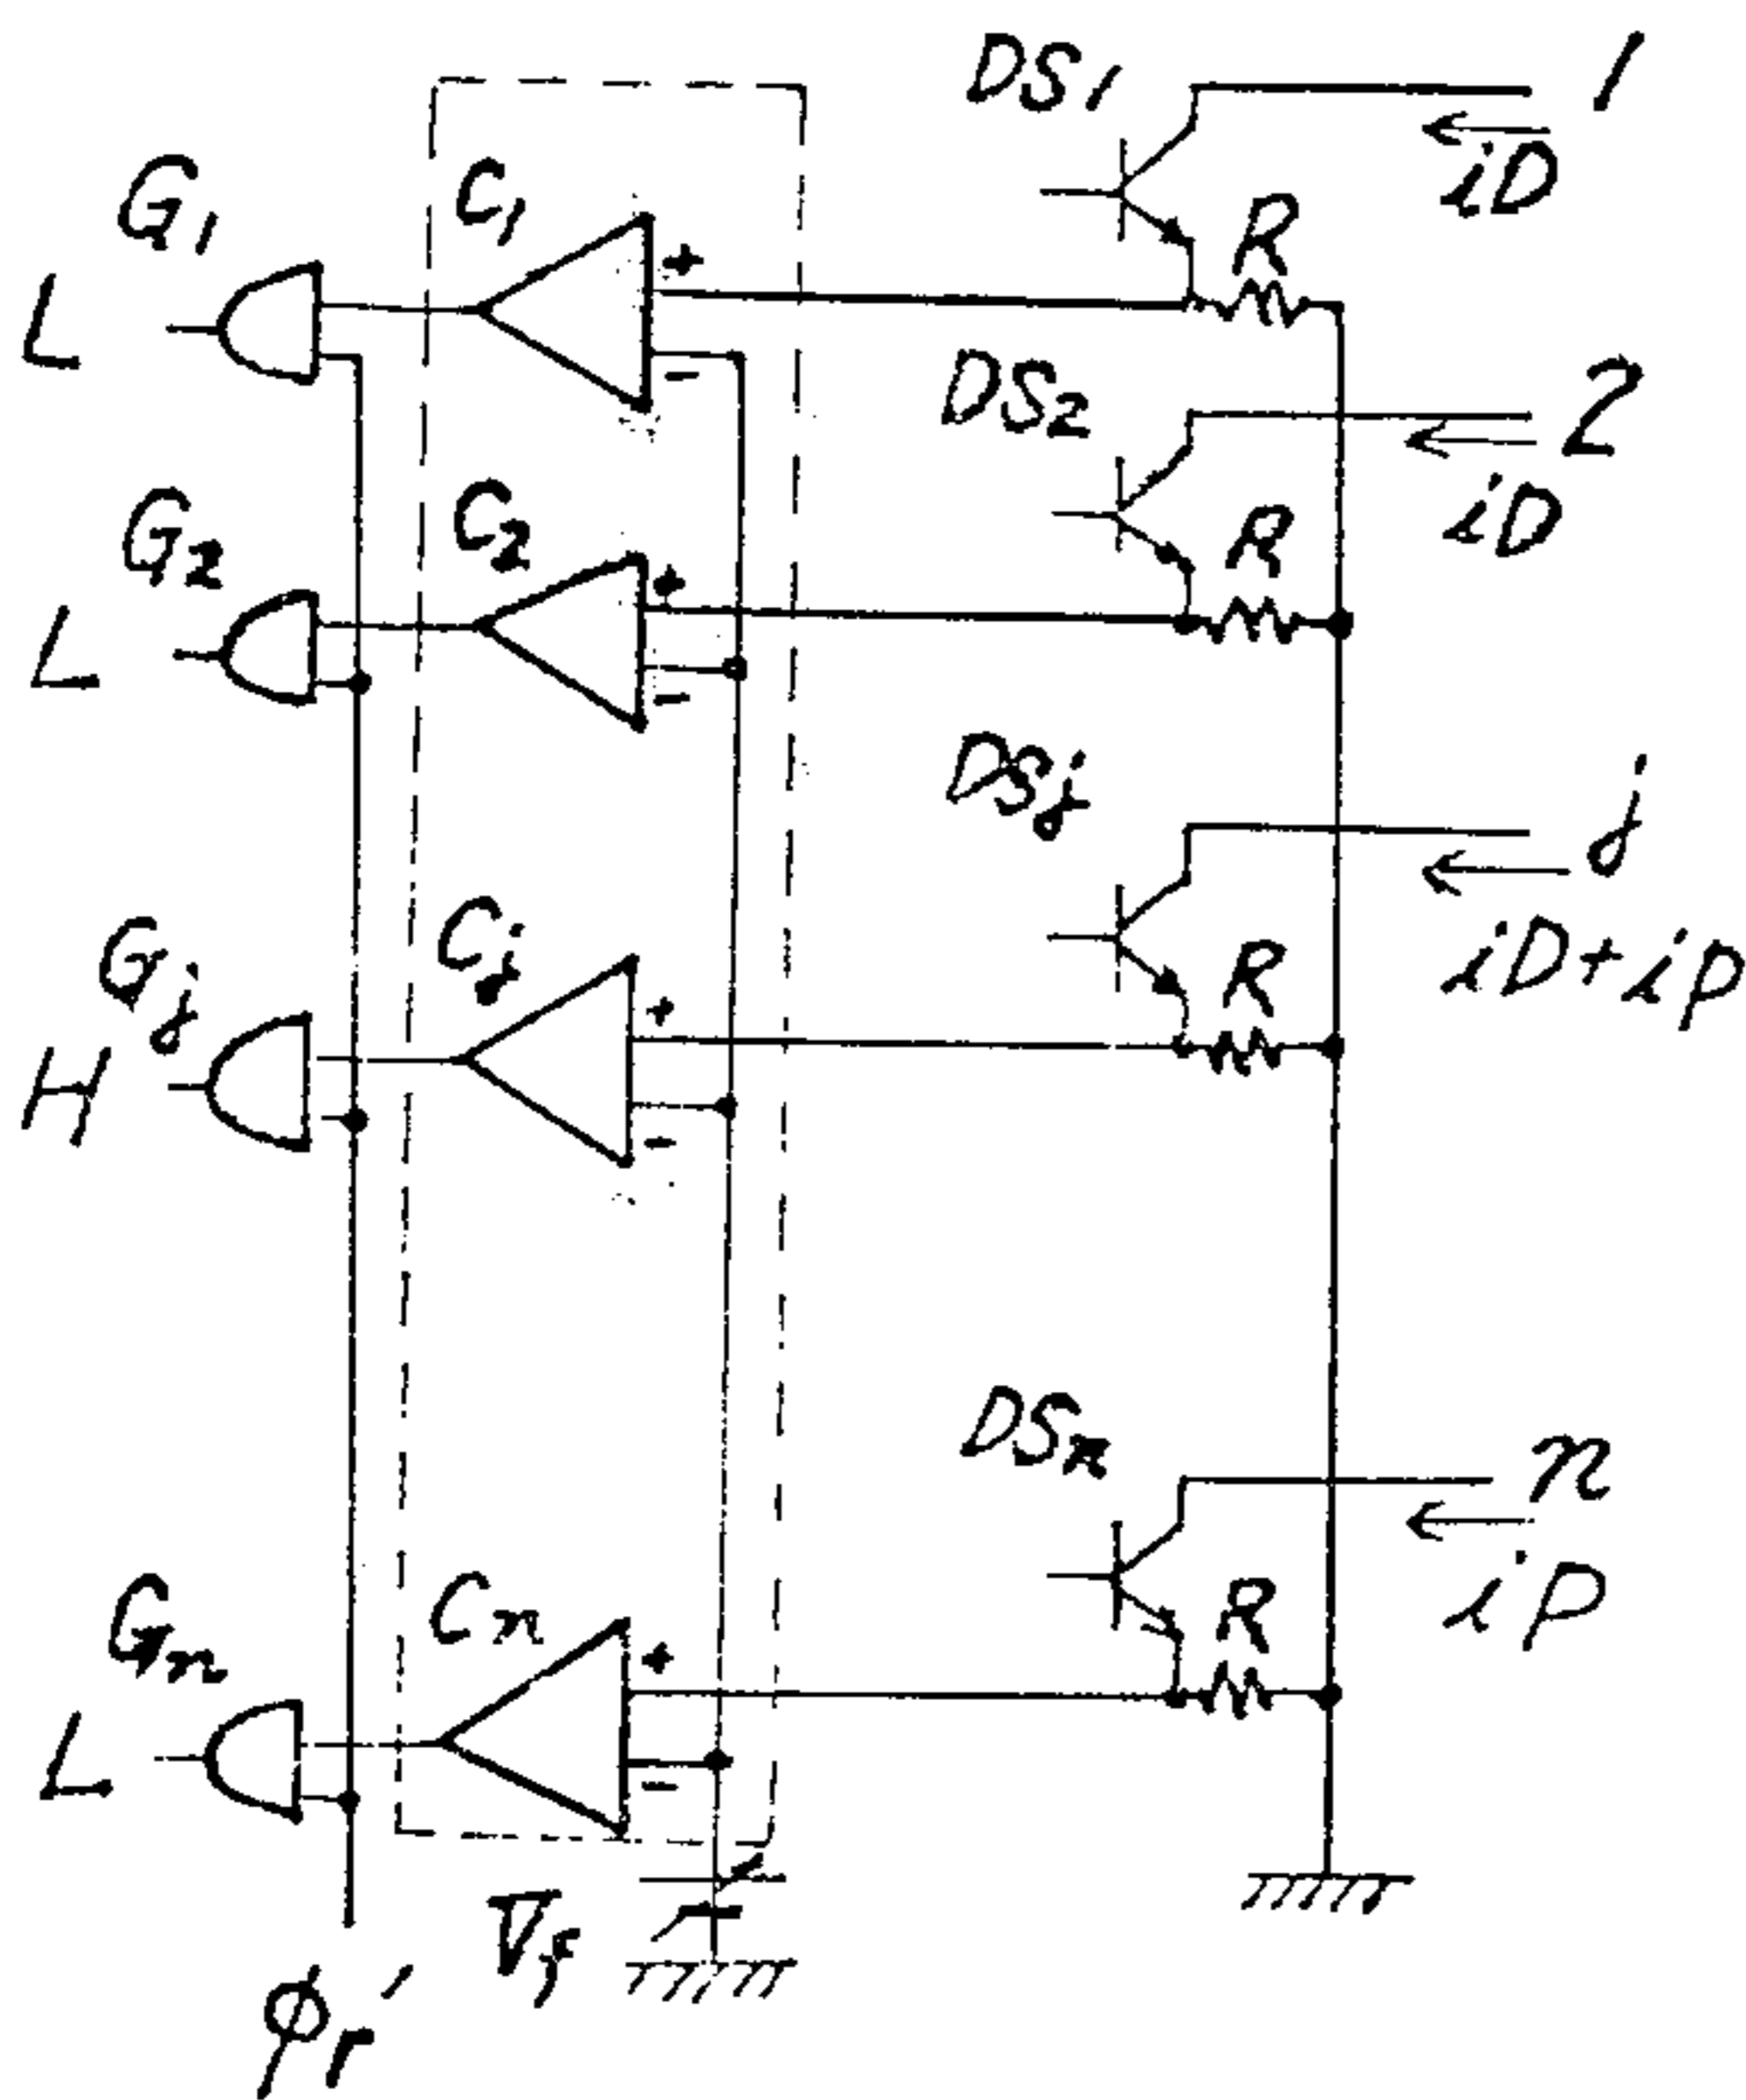 DS1 1
iD
G1 C1 + R
L
-
DS2 2
iD
G2 C2 + R
L
-
DSj j
iD+iP
Gj Cj + R
H
-
DSn n
iP
Gn Cn + R
L
-
Vf
φr'